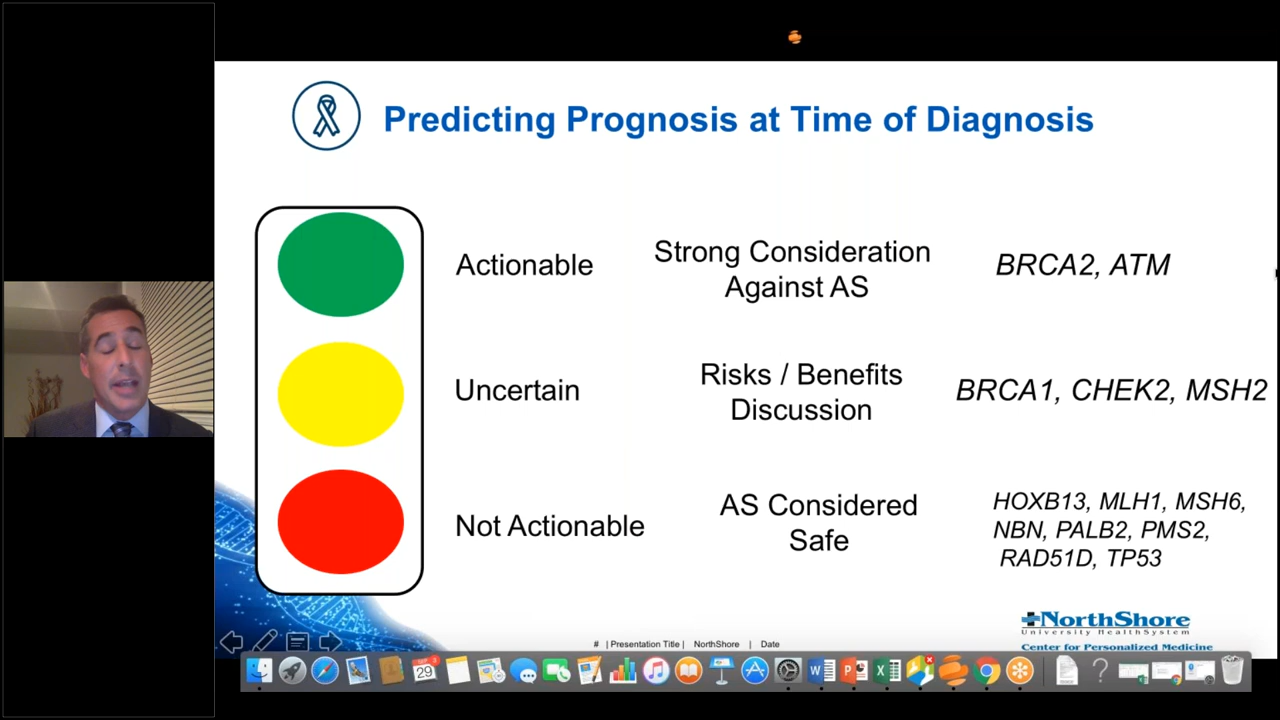 Predicting Prognosis at Time of Diagnosis
Actionable
Strong Consideration
Against AS
BRCA2, ATM
Uncertain
Risks / Benefits
Discussion
BRCA1, CHEK2, MSH2
Not Actionable
AS Considered
Safe
HOXB13, MLH1, MSH6,
NBN, PALB2, PMS2,
RAD51D, TP53
NorthShore
University HealthSystem
Center for Personalized Medicine
# | Presentation Title | NorthShore | Date
SEP
29